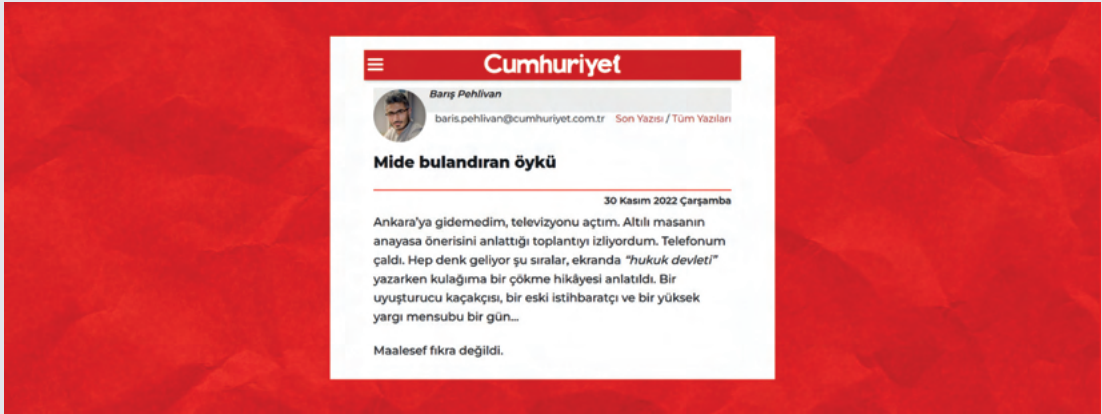 Cumhuriyet
Barış Pehlivan
baris.pehlivan@cumhuriyet.com.tr Son Yazısı / Tüm Yazıları
Mide bulandıran öykü
30 Kasım 2022 Çarşamba
Ankara'ya gidemedim, televizyonu açtım. Altılı masanın
anayasa önerisini anlattığı toplantıyı izliyordum. Telefonum
çaldı. Hep denk geliyor şu sıralar, ekranda "hukuk devleti"
yazarken kulağıma bir çökme hikâyesi anlatıldı. Bir
uyuşturucu kaçakçısı, bir eski istihbaratçı ve bir yüksek
yargı mensubu bir gün...
Maalesef fıkra değildi.